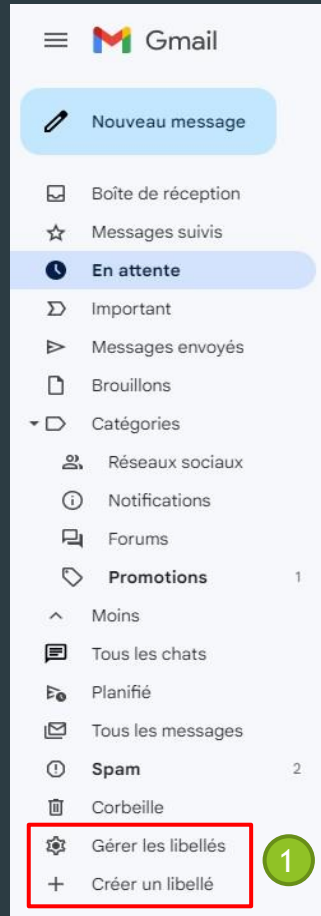 Gmail
Nouveau message
Boîte de réception
Messages suivis
En attente
Important
Messages envoyés
Brouillons
Catégories
Réseaux sociaux
Notifications
Forums
Promotions 1
Moins
Tous les chats
Planifié
Tous les messages
Spam 2
Corbeille
Gérer les libellés
1
Créer un libellé